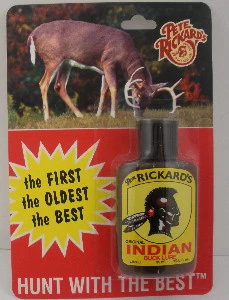 PETE
RICKARD'S
the FIRST
the OLDEST
the BEST
Pete
RICKARD'S
ORIGINAL
INDIAN
BUCK LURE
HUNT WITH THE BEST™